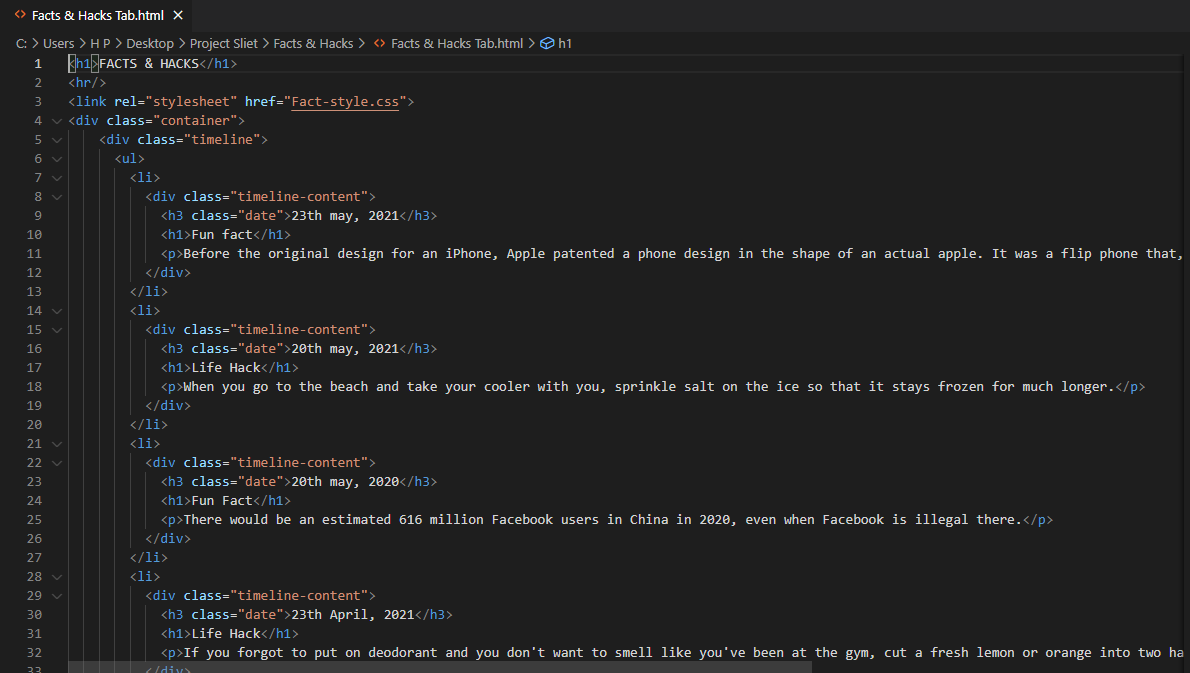 <> Facts & Hacks Tab.html ×
C: > Users > H P > Desktop > Project Sliet > Facts & Hacks > <> Facts & Hacks Tab.html > h1
1 <h1>FACTS & HACKS</h1>
2 <hr/>
3 <link rel="stylesheet" href="Fact-style.css">
4 <div class="container">
5 <div class="timeline">
6 <ul>
7 <li>
8 <div class="timeline-content">
9 <h3 class="date">23th may, 2021</h3>
10 <h1>Fun fact</h1>
11 <p>Before the original design for an iPhone, Apple patented a phone design in the shape of an actual apple. It was a flip phone that,
12 </div>
13 </li>
14 <li>
15 <div class="timeline-content">
16 <h3 class="date">20th may, 2021</h3>
17 <h1>Life Hack</h1>
18 <p>When you go to the beach and take your cooler with you, sprinkle salt on the ice so that it stays frozen for much longer.</p>
19 </div>
20 </li>
21 <li>
22 <div class="timeline-content">
23 <h3 class="date">20th may, 2020</h3>
24 <h1>Fun Fact</h1>
25 <p>There would be an estimated 616 million Facebook users in China in 2020, even when Facebook is illegal there.</p>
26 </div>
27 </li>
28 <li>
29 <div class="timeline-content">
30 <h3 class="date">23th April, 2021</h3>
31 <h1>Life Hack</h1>
32 <p>If you forgot to put on deodorant and you don't want to smell like you've been at the gym, cut a fresh lemon or orange into two ha
33 </div>